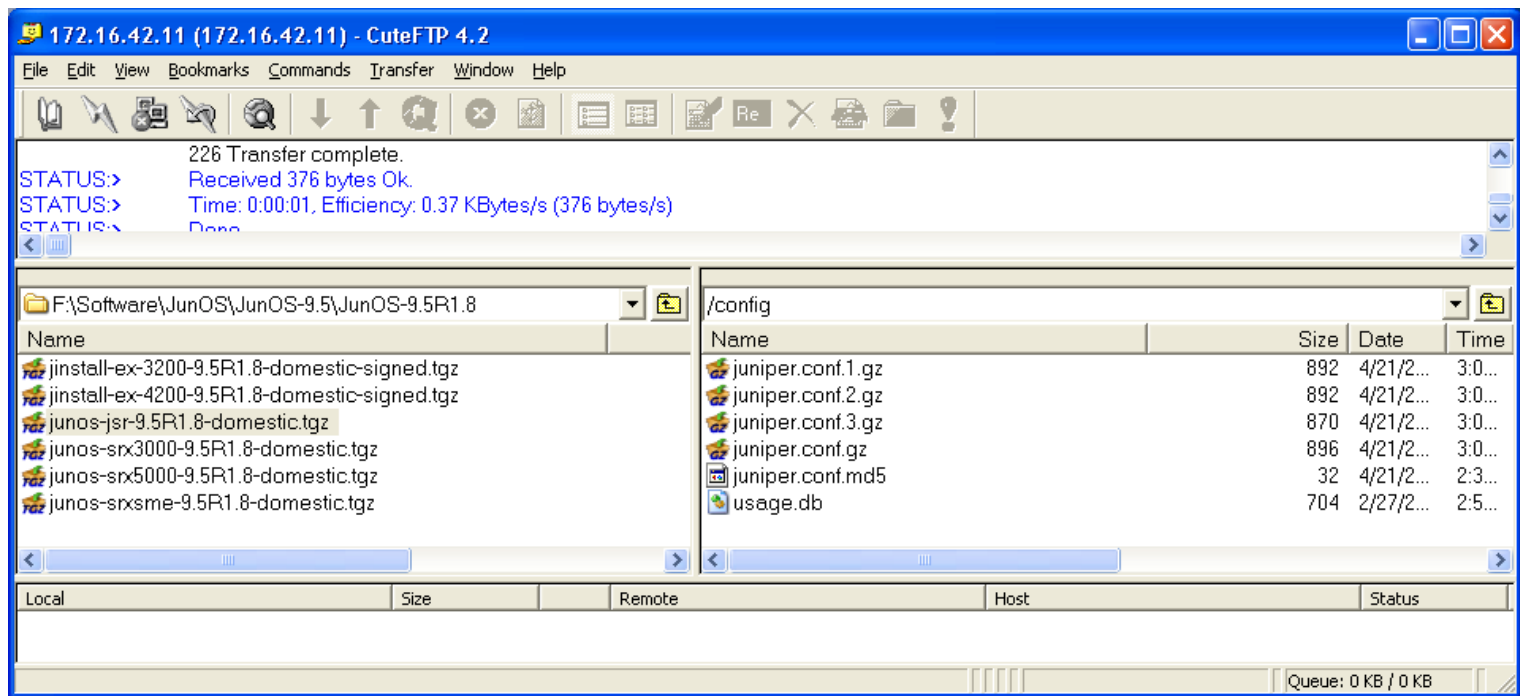 172.16.42.11 (172.16.42.11) - CuteFTP 4.2
File Edit View Bookmarks Commands Transfer Window Help
Re
226 Transfer complete.
STATUS:> Received 376 bytes Ok.
STATUS:> Time: 0:00:01, Efficiency: 0.37 KBytes/s (376 bytes/s)
STATUS:> Done.
F:\Software\JunOS\JunOS-9.5\JunOS-9.5R1.8
Name
jinstall-ex-3200-9.5R1.8-domestic-signed.tgz
jinstall-ex-4200-9.5R1.8-domestic-signed.tgz
junos-jsr-9.5R1.8-domestic.tgz
junos-srx3000-9.5R1.8-domestic.tgz
junos-srx5000-9.5R1.8-domestic.tgz
junos-srxsme-9.5R1.8-domestic.tgz
/config
Name Size Date Time
juniper.conf.1.gz 892 4/21/2... 3:0...
juniper.conf.2.gz 892 4/21/2... 3:0...
juniper.conf.3.gz 870 4/21/2... 3:0...
juniper.conf.gz 896 4/21/2... 3:0...
juniper.conf.md5 32 4/21/2... 2:3...
usage.db 704 2/27/2... 2:5...
Local Size Remote Host Status
Queue: 0 KB / 0 KB